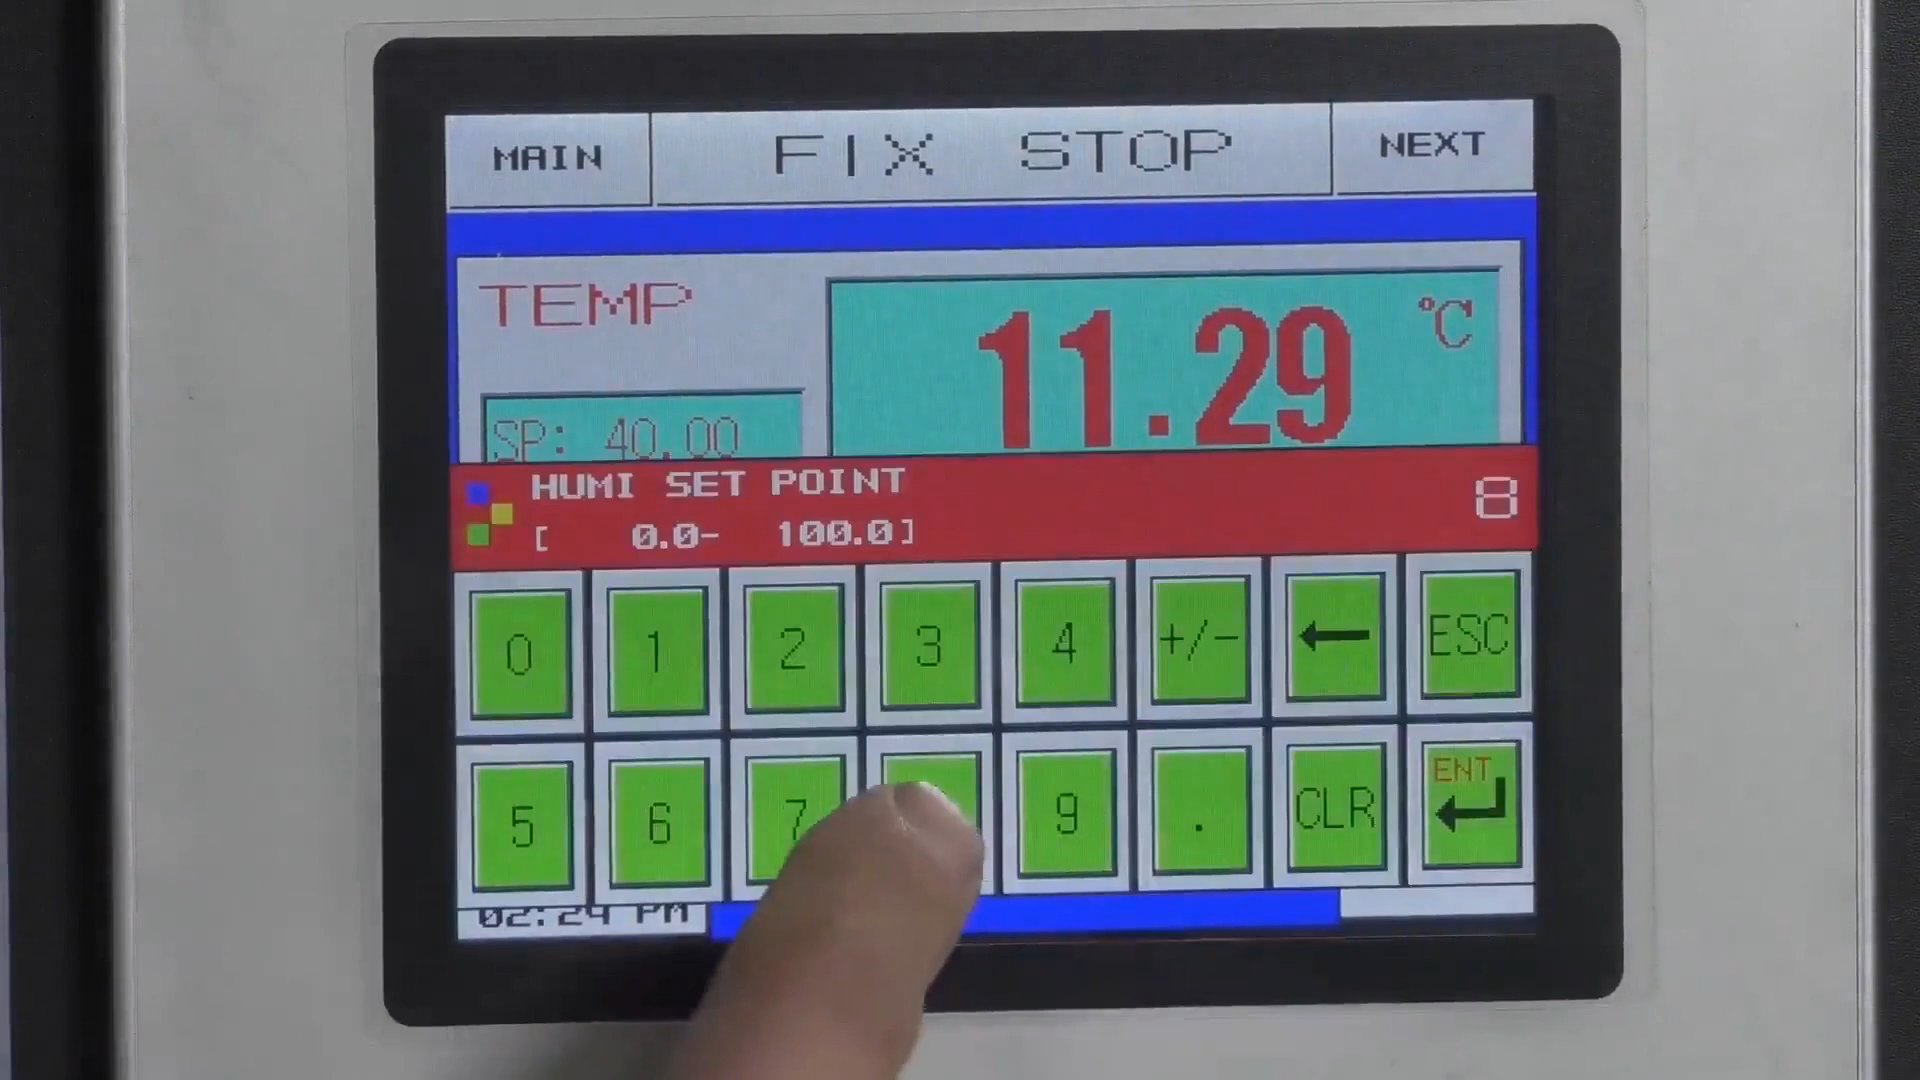 MAIN FIX STOP NEXT
TEMP
11.29 °C
SP: 40.00
HUMI SET POINT
[ 0.0- 100.0]
8
0 1 2 3 4 +/- ← ESC
5 6 7 9 . CLR ENT
02:29 PM